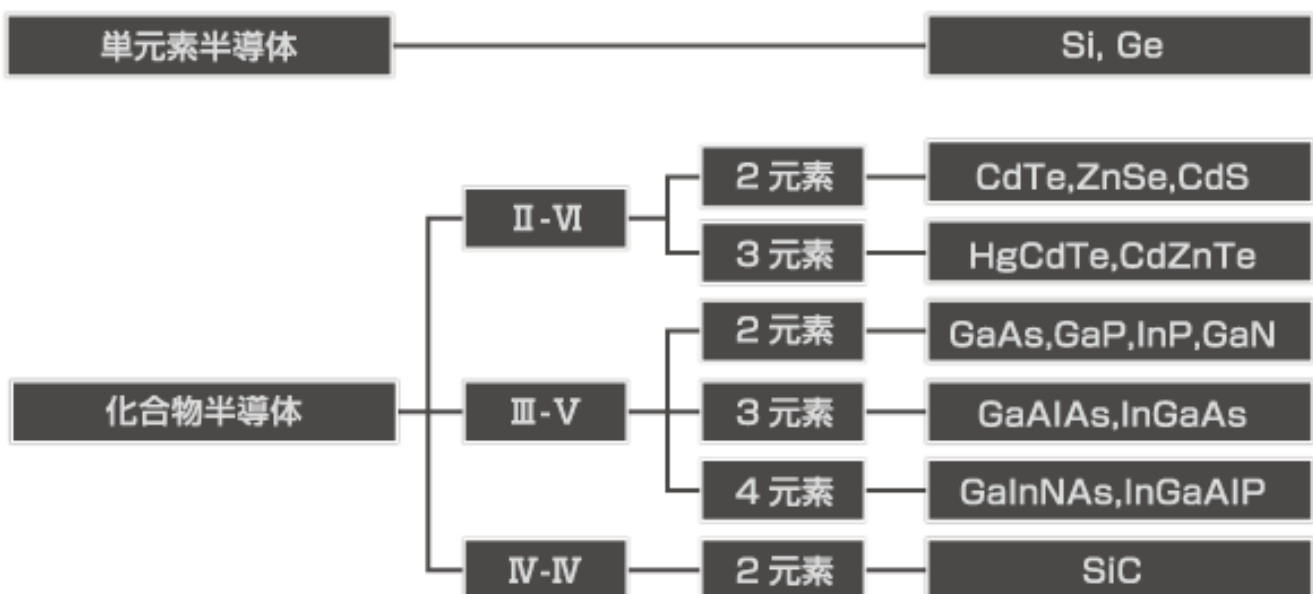 単元素半導体
Si, Ge
2元素
CdTe,ZnSe,CdS
Ⅱ-Ⅵ
3元素
HgCdTe,CdZnTe
2元素
GaAs,GaP,InP,GaN
化合物半導体
Ⅲ-Ⅴ
3元素
GaAlAs,InGaAs
4元素
GaInNAs,InGaAlP
Ⅳ-Ⅳ
2元素
SiC